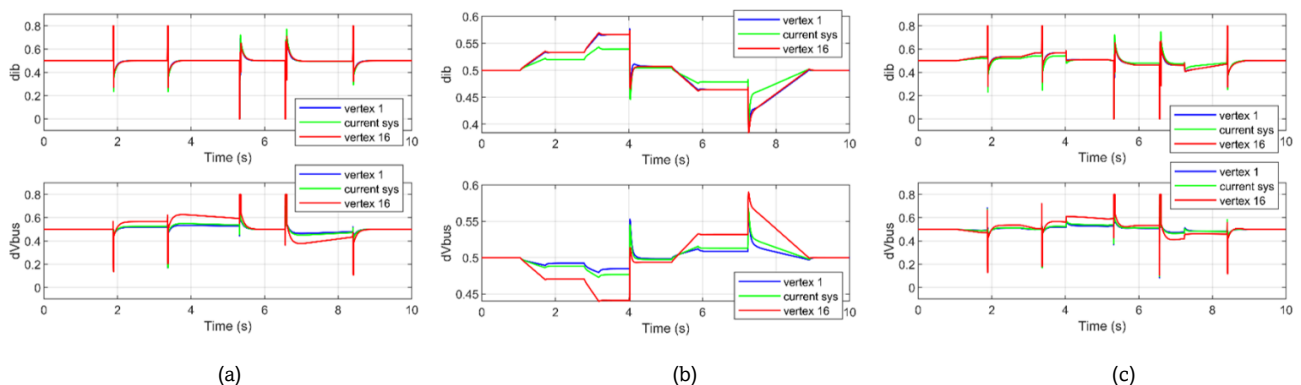 0.8
0.6
0.4
0.2
0
dib
2
4
6
8
10
Time (s)
vertex 1
current sys
vertex 16
0.8
0.6
0.4
0.2
0
dVbus
0
2
4
6
8
10
Time (s)
vertex 1
current sys
vertex 16
(a)
0.6
0.55
0.5
0.45
0.4
dib
0
2
4
6
8
10
Time (s)
vertex 1
current sys
vertex 16
0.6
0.55
0.5
0.45
dVbus
0
2
4
6
8
10
Time (s)
vertex 1
current sys
vertex 16
(b)
0.8
0.6
0.4
0.2
0
dib
0
2
4
6
8
10
Time (s)
vertex 1
current sys
vertex 16
0.8
0.6
0.4
0.2
0
dVbus
0
2
4
6
8
10
Time (s)
vertex 1
current sys
vertex 16
(c)